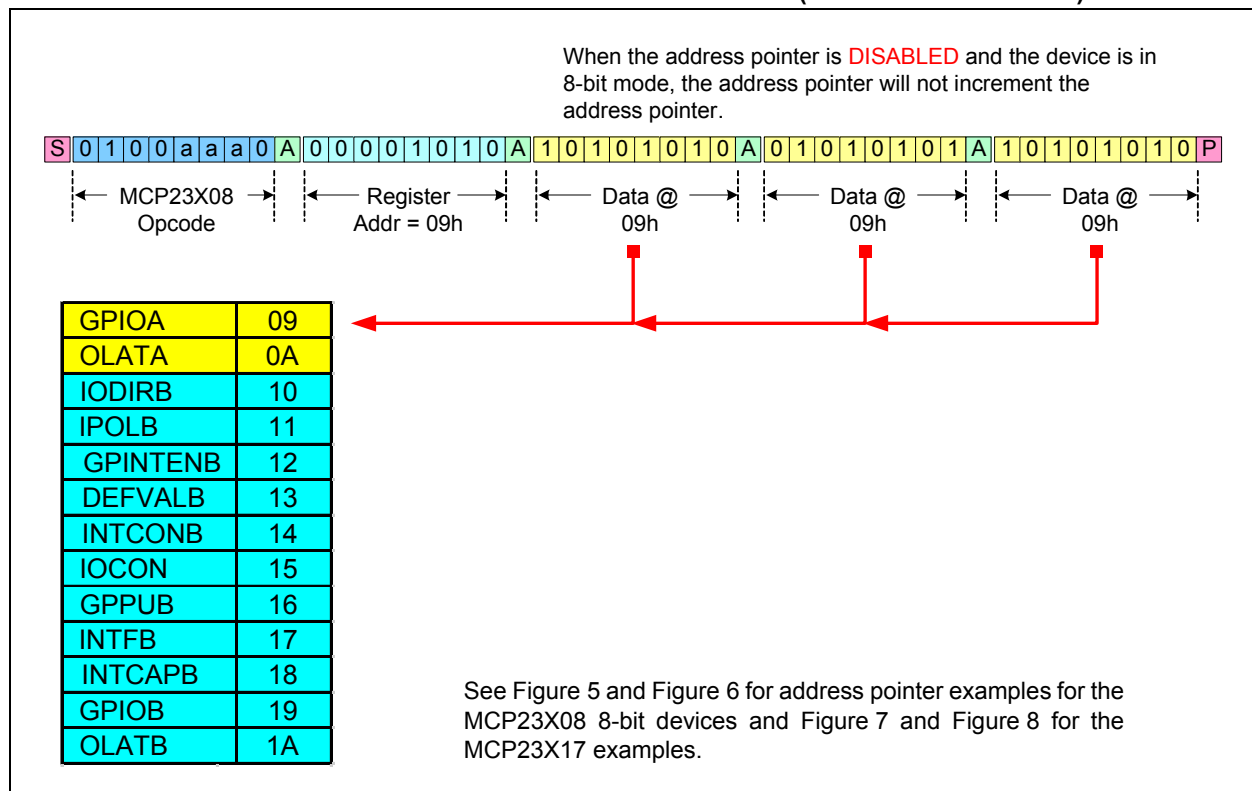 When the address pointer is DISABLED and the device is in
8-bit mode, the address pointer will not increment the
address pointer.
S 0 1 0 0 a a a 0 A 0 0 0 0 1 0 1 0 A 1 0 1 0 1 0 1 0 A 0 1 0 1 0 1 0 1 A 1 0 1 0 1 0 1 0 P
MCP23X08 Register Data @ Data @ Data @
Opcode Addr = 09h 09h 09h 09h
GPIOA 09
OLATA 0A
IODIRB 10
IPOLB 11
GPINTENB 12
DEFVALB 13
INTCONB 14
IOCON 15
GPPUB 16
INTFB 17
INTCAPB 18
GPIOB 19
OLATB 1A
See Figure 5 and Figure 6 for address pointer examples for the
MCP23X08 8-bit devices and Figure 7 and Figure 8 for the
MCP23X17 examples.